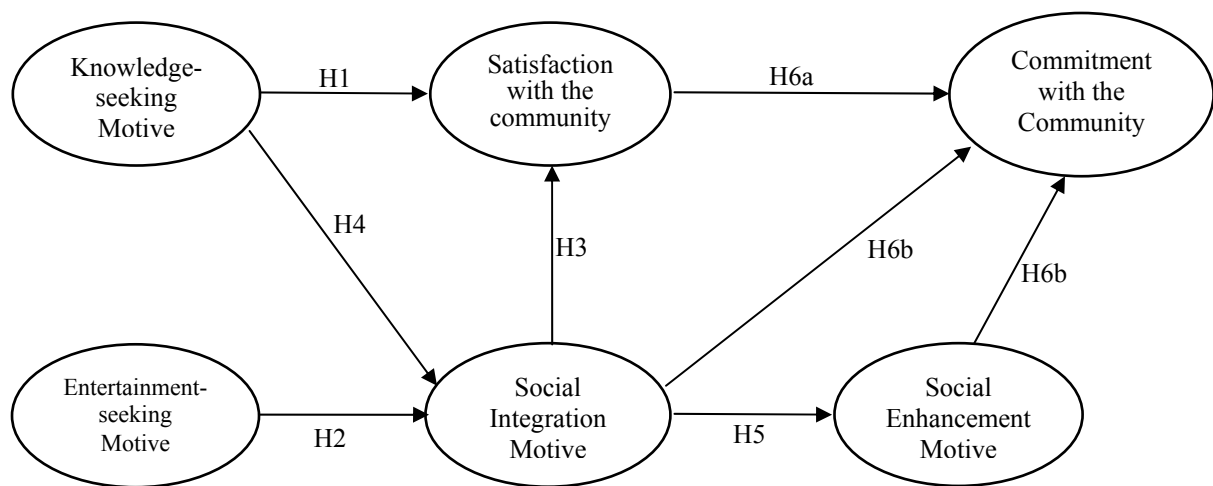 Knowledge-
seeking
Motive
H1
Satisfaction
with the
community
H6a
Commitment
with the
Community
H4
H3
H6b
H6b
Entertainment-
seeking
Motive
H2
Social
Integration
Motive
H5
Social
Enhancement
Motive